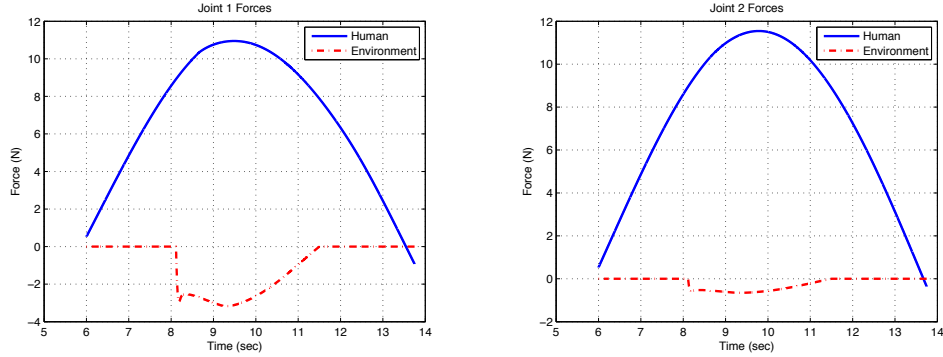 Joint 1 Forces
Human
Environment
Force (N)
12
10
8
6
4
2
0
−2
−4
4 5 6 7 8 9 10 11 12 13 14
Time (sec)
Joint 2 Forces
Human
Environment
Force (N)
12
10
8
6
4
2
0
−2
5 6 7 8 9 10 11 12 13 14
Time (sec)